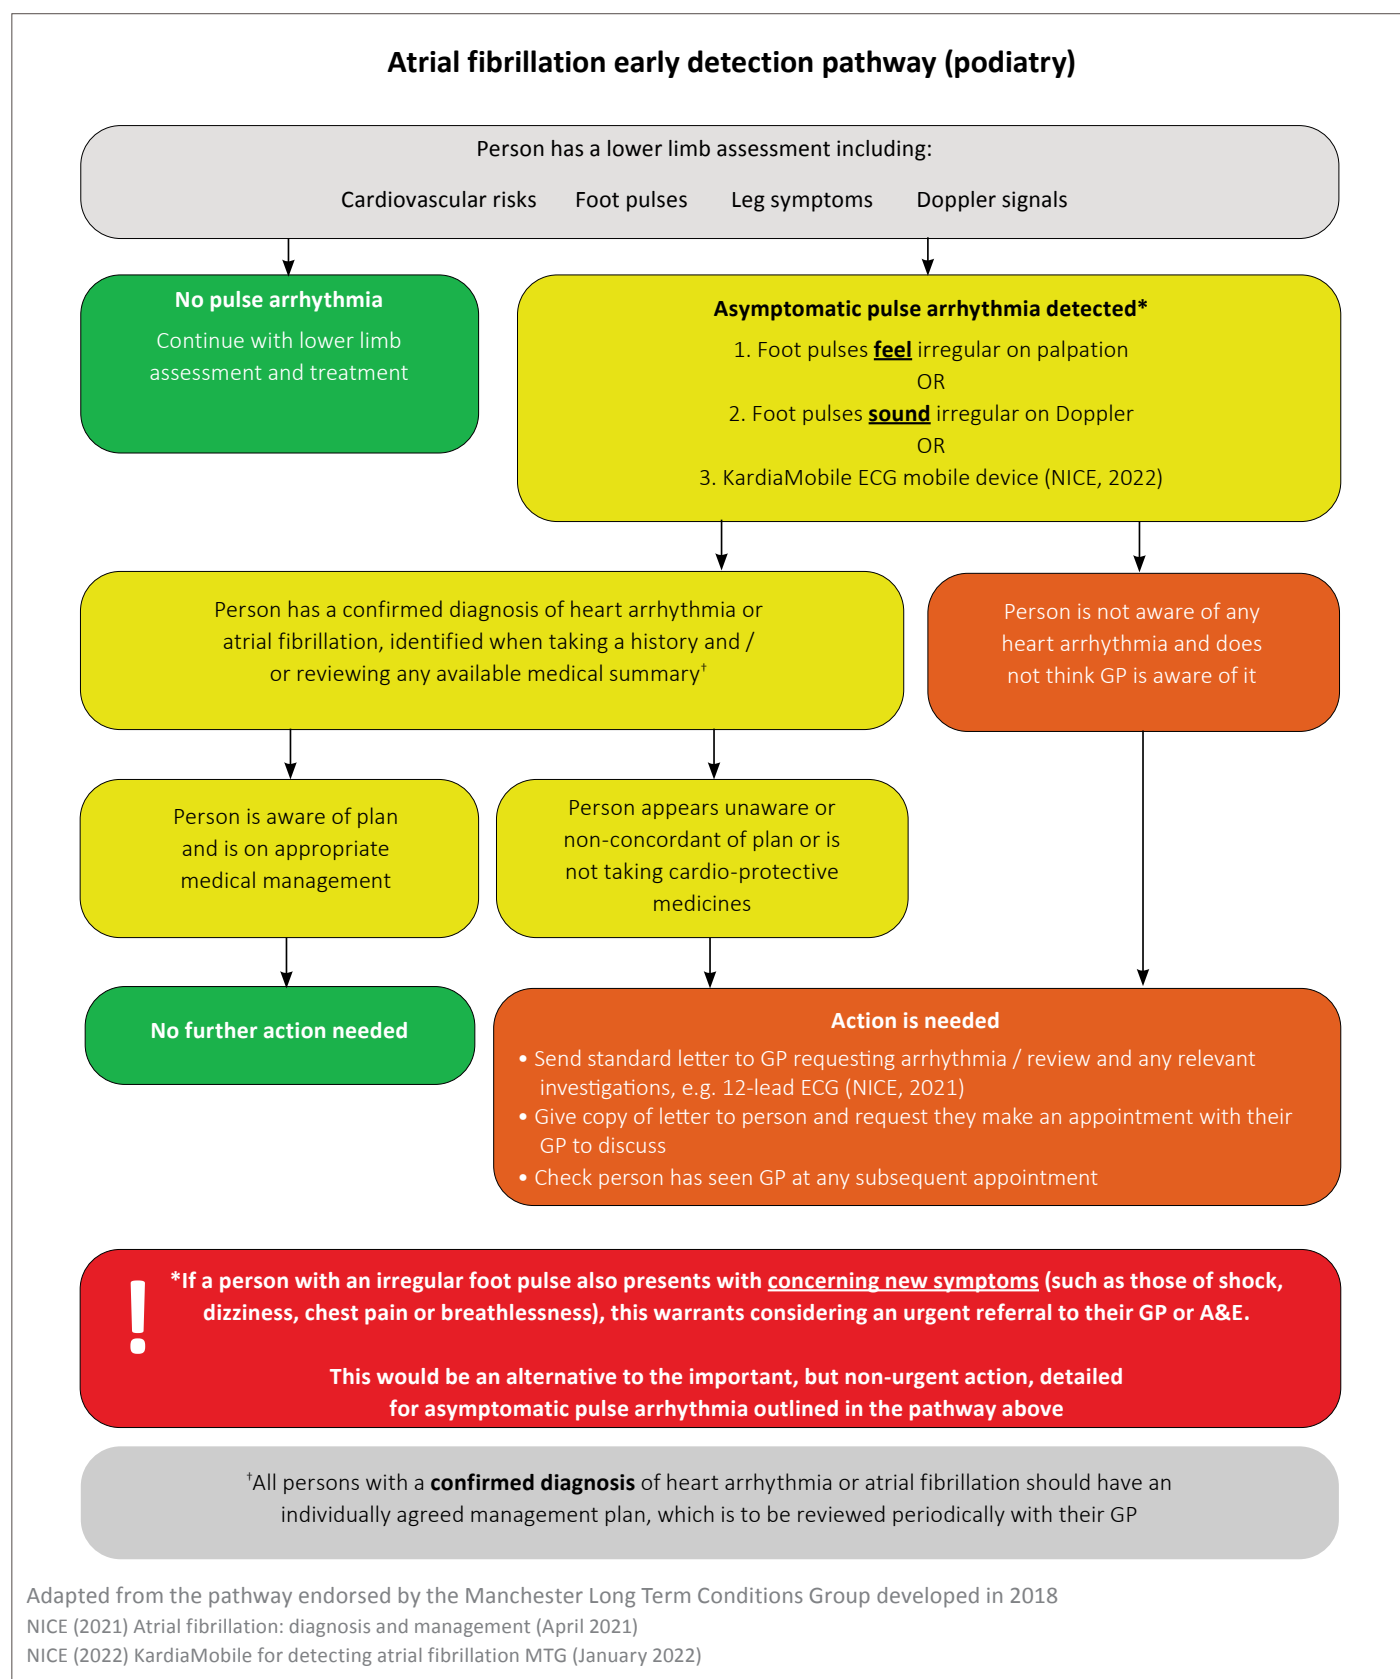 Atrial fibrillation early detection pathway (podiatry)
Person has a lower limb assessment including:
Cardiovascular risks Foot pulses Leg symptoms Doppler signals
No pulse arrhythmia
Continue with lower limb
assessment and treatment
Asymptomatic pulse arrhythmia detected*
1. Foot pulses feel irregular on palpation
OR
2. Foot pulses sound irregular on Doppler
OR
3. KardiaMobile ECG mobile device (NICE, 2022)
Person has a confirmed diagnosis of heart arrhythmia or
atrial fibrillation, identified when taking a history and /
or reviewing any available medical summary†
Person is not aware of any
heart arrhythmia and does
not think GP is aware of it
Person is aware of plan
and is on appropriate
medical management
Person appears unaware or
non-concordant of plan or is
not taking cardio-protective
medicines
No further action needed
Action is needed
• Send standard letter to GP requesting arrhythmia / review and any relevant
investigations, e.g. 12-lead ECG (NICE, 2021)
• Give copy of letter to person and request they make an appointment with their
GP to discuss
• Check person has seen GP at any subsequent appointment
!
*If a person with an irregular foot pulse also presents with concerning new symptoms (such as those of shock,
dizziness, chest pain or breathlessness), this warrants considering an urgent referral to their GP or A&E.
This would be an alternative to the important, but non-urgent action, detailed
for asymptomatic pulse arrhythmia outlined in the pathway above
†All persons with a confirmed diagnosis of heart arrhythmia or atrial fibrillation should have an
individually agreed management plan, which is to be reviewed periodically with their GP
Adapted from the pathway endorsed by the Manchester Long Term Conditions Group developed in 2018
NICE (2021) Atrial fibrillation: diagnosis and management (April 2021)
NICE (2022) KardiaMobile for detecting atrial fibrillation MTG (January 2022)